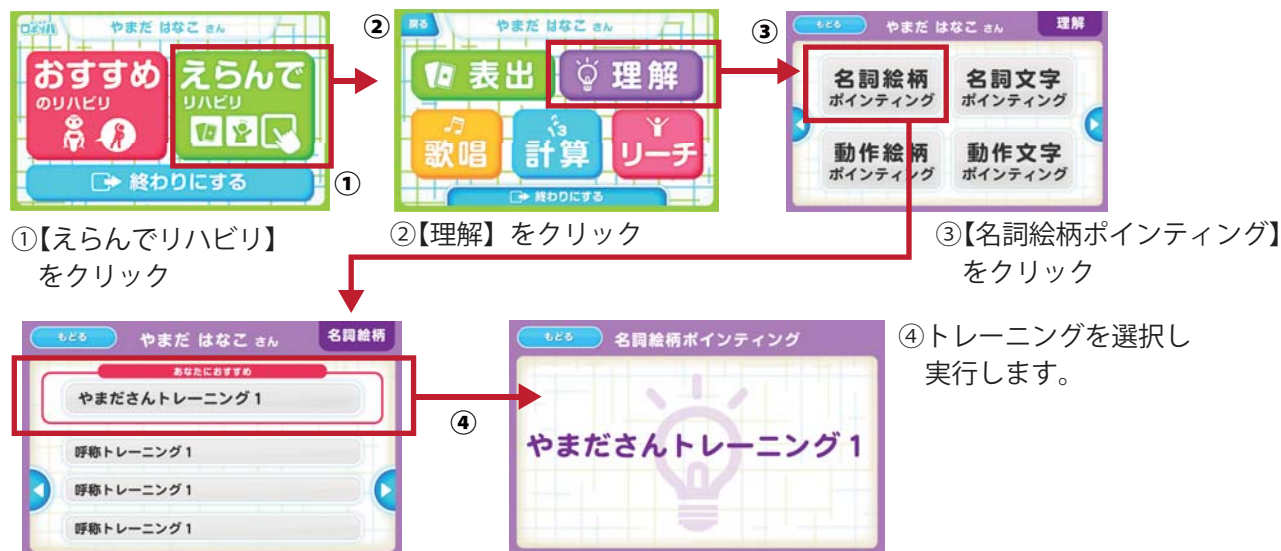 ロボリハ
やまだ はなこ さん
おすすめ
のリハビリ
えらんで
リハビリ
終わりにする
①
②
戻る
やまだ はなこ さん
表出
理解
歌唱
計算
リーチ
終わりにする
③
もどる
やまだ はなこ さん
理解
名詞絵柄
ポインティング
名詞文字
ポインティング
動作絵柄
ポインティング
動作文字
ポインティング
①【えらんでリハビリ】
をクリック
②【理解】をクリック
③【名詞絵柄ポインティング】
をクリック
もどる
やまだ はなこ さん
名詞絵柄
あなたにおすすめ
やまださんトレーニング 1
呼称トレーニング 1
呼称トレーニング 1
呼称トレーニング 1
④
もどる
名詞絵柄ポインティング
やまださんトレーニング 1
④トレーニングを選択し
実行します。